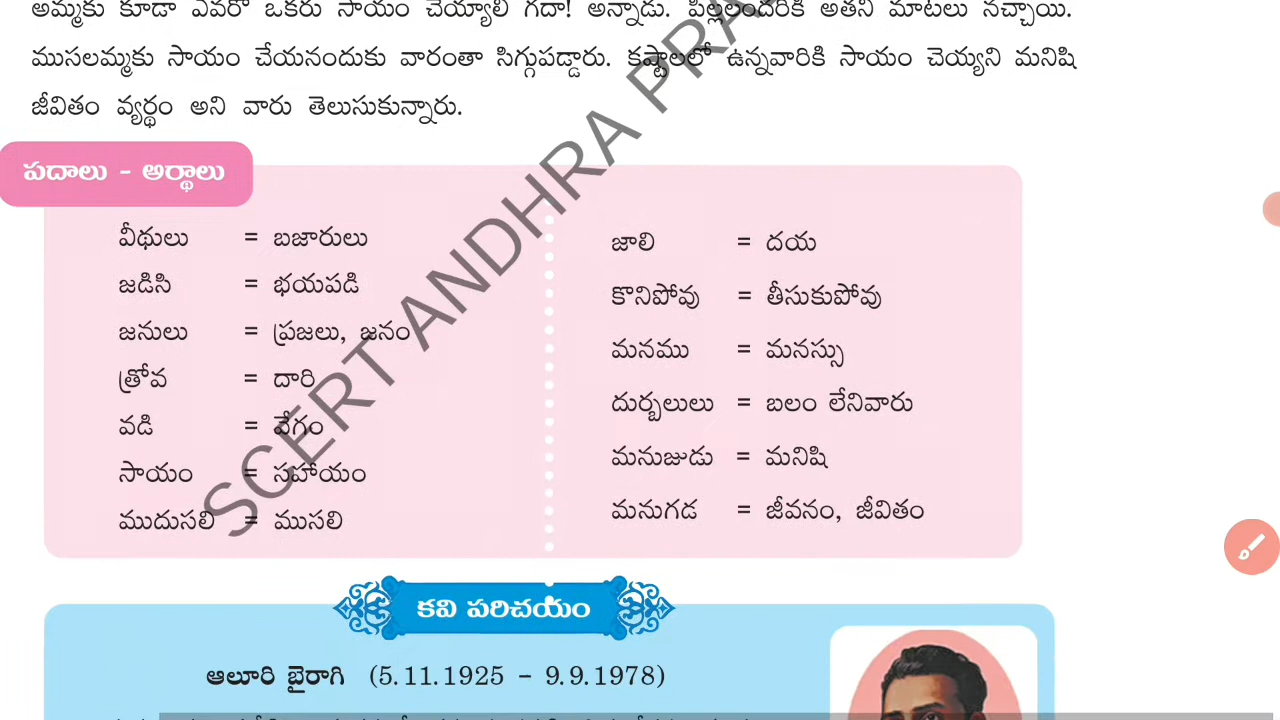 అమ్మకు కూడా ఎవరో ఒకరు సాయం చెయ్యాలి గదా! అన్నాడు. పిల్లలందరికి అతని మాటలు నచ్చాయి.
ముసలమ్మకు సాయం చేయనందుకు వారంతా సిగ్గుపడ్డారు. కష్టాలలో ఉన్నవారికి సాయం చెయ్యని మనిషి
జీవితం వ్యర్థం అని వారు తెలుసుకున్నారు.
పదాలు - అర్థాలు
వీథులు = బజారులు
జడిసి = భయపడి
జనులు = ప్రజలు, జనం
త్రోవ = దారి
వడి = వేగం
సాయం = సహాయం
ముదుసలి = ముసలి
జాలి = దయ
కొనిపోవు = తీసుకుపోవు
మనము = మనస్సు
దుర్బలులు = బలం లేనివారు
మనుజుడు = మనిషి
మనుగడ = జీవనం, జీవితం
SCERT ANDHRA PRA
కవి పరిచయం
ఆలూరి బైరాగి (5.11.1925 - 9.9.1978)